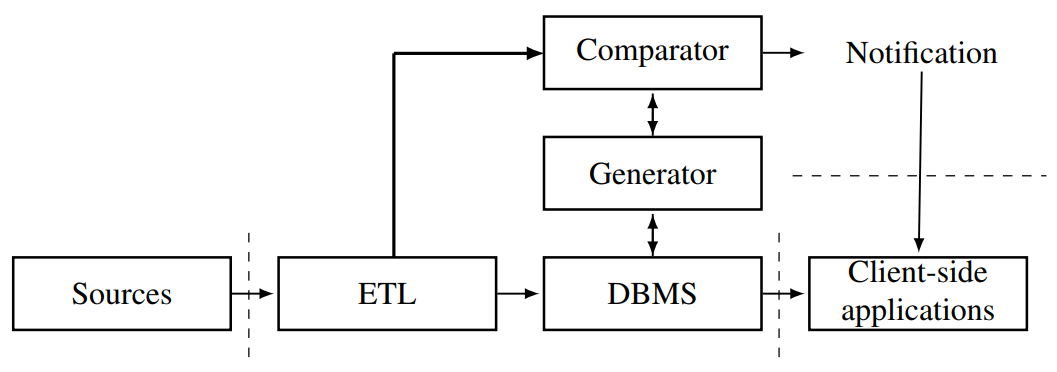 Comparator
Notification
Generator
Sources
ETL
DBMS
Client-side
applications